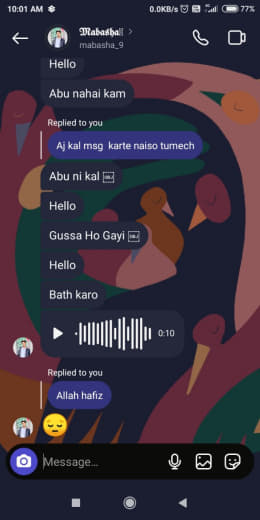 10:01 AM
0.0KB/s
77%
𝕸𝖆𝖇𝖆𝖘𝖍𝖆
mabasha_9
Hello
Abu nahai kam
Replied to you
Aj kal msg karte naiso tumech
Abu ni kal OBJ
Hello
Gussa Ho Gayi OBJ
Hello
Bath karo
0:10
Replied to you
Allah hafiz
😔
Message...